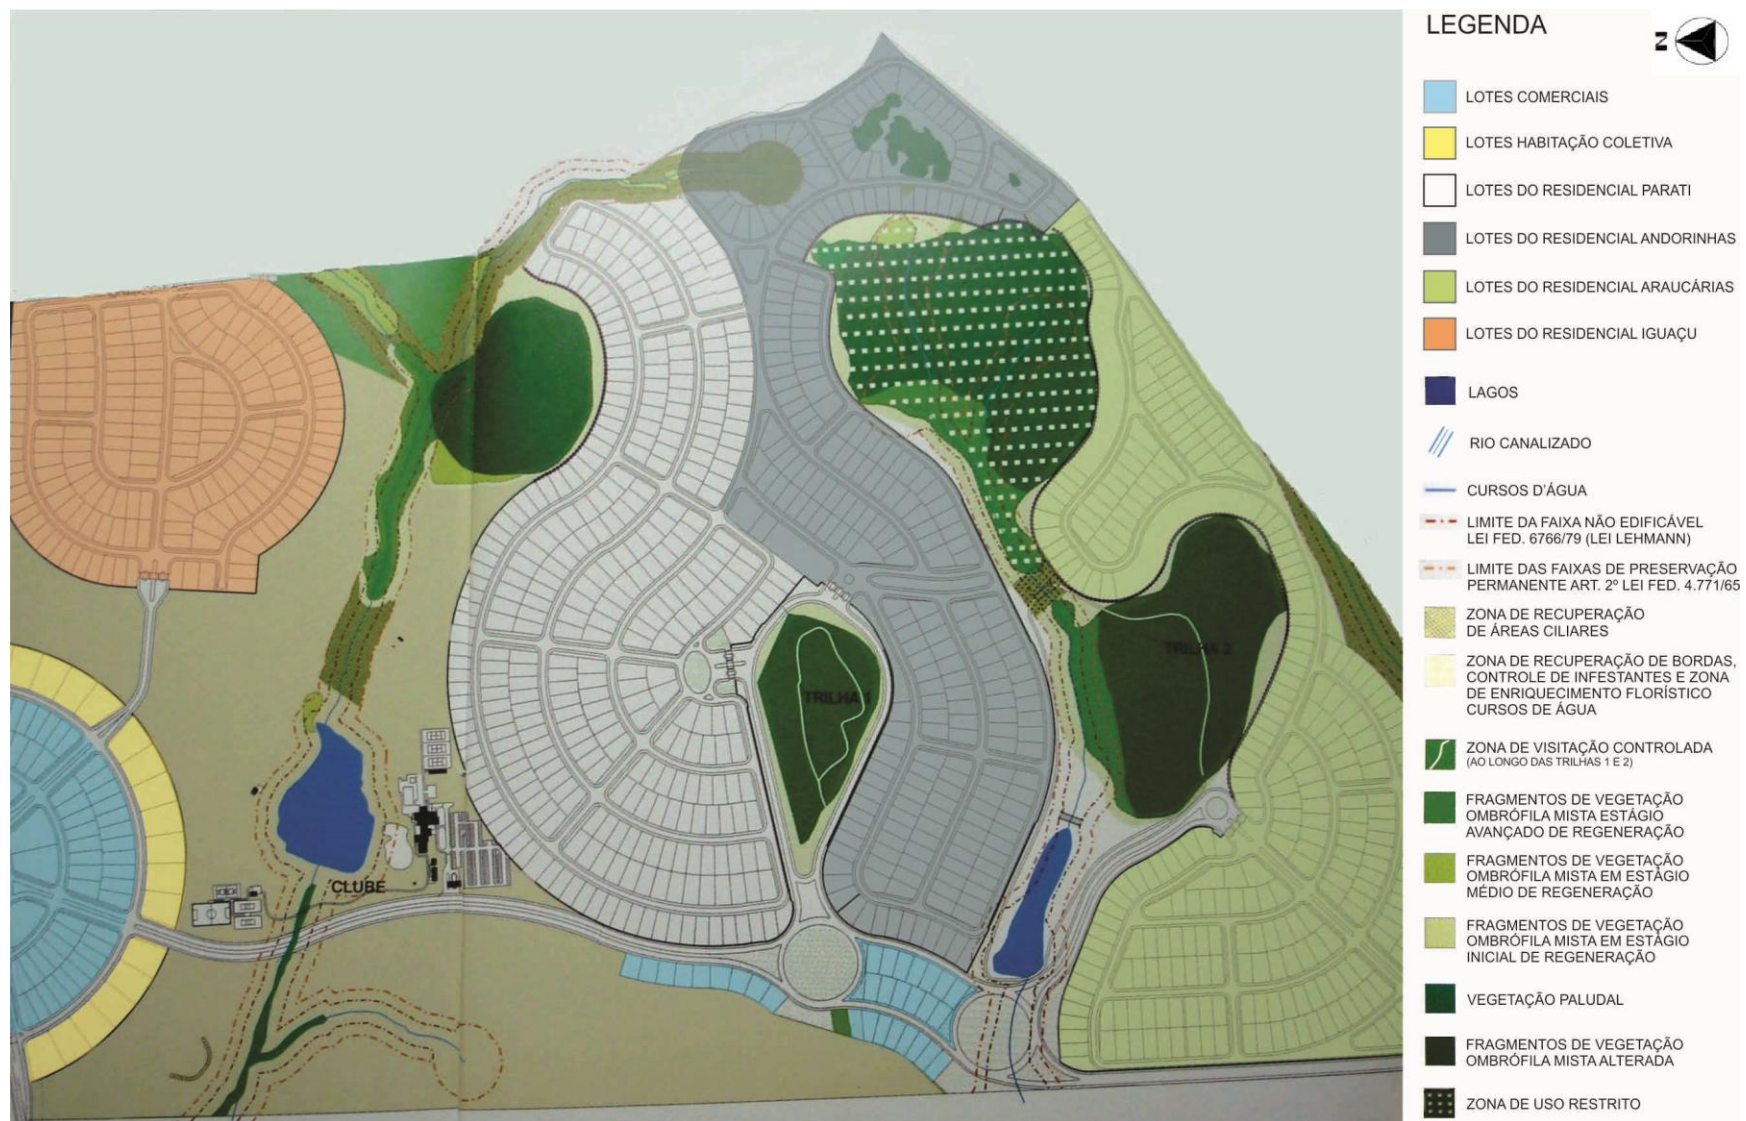 TRILHA 1
TRILHA 2
CLUBE
LEGENDA
N
LOTES COMERCIAIS
LOTES HABITAÇÃO COLETIVA
LOTES DO RESIDENCIAL PARATI
LOTES DO RESIDENCIAL ANDORINHAS
LOTES DO RESIDENCIAL ARAUCÁRIAS
LOTES DO RESIDENCIAL IGUAÇU
LAGOS
RIO CANALIZADO
CURSOS D'ÁGUA
LIMITE DA FAIXA NÃO EDIFICÁVEL
LEI FED. 6766/79 (LEI LEHMANN)
LIMITE DAS FAIXAS DE PRESERVAÇÃO
PERMANENTE ART. 2º LEI FED. 4.771/65
ZONA DE RECUPERAÇÃO
DE ÁREAS CILIARES
ZONA DE RECUPERAÇÃO DE BORDAS,
CONTROLE DE INFESTANTES E ZONA
DE ENRIQUECIMENTO FLORÍSTICO
CURSOS DE ÁGUA
ZONA DE VISITAÇÃO CONTROLADA
(AO LONGO DAS TRILHAS 1 E 2)
FRAGMENTOS DE VEGETAÇÃO
OMBRÓFILA MISTA ESTÁGIO
AVANÇADO DE REGENERAÇÃO
FRAGMENTOS DE VEGETAÇÃO
OMBRÓFILA MISTA EM ESTÁGIO
MÉDIO DE REGENERAÇÃO
FRAGMENTOS DE VEGETAÇÃO
OMBRÓFILA MISTA EM ESTÁGIO
INICIAL DE REGENERAÇÃO
VEGETAÇÃO PALUDAL
FRAGMENTOS DE VEGETAÇÃO
OMBRÓFILA MISTA ALTERADA
ZONA DE USO RESTRITO